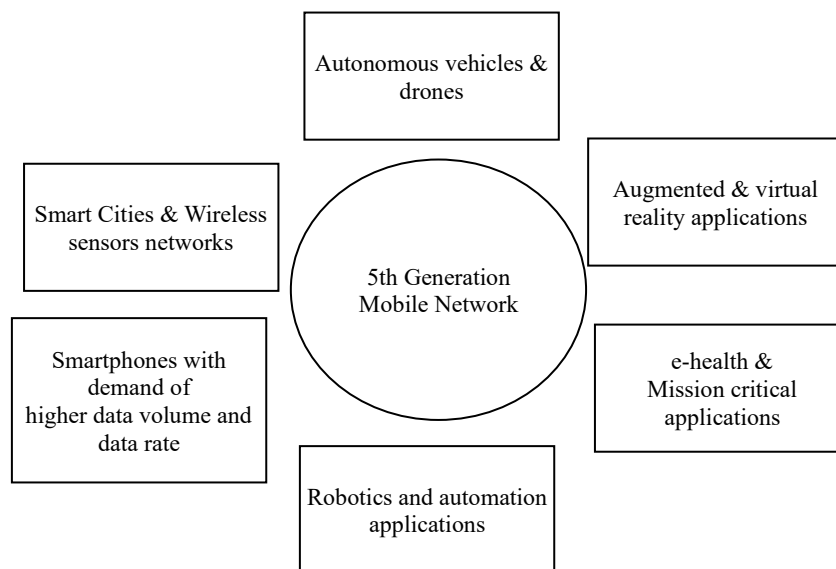 Autonomous vehicles &
drones
Augmented & virtual
reality applications
Smart Cities & Wireless
sensors networks
5th Generation
Mobile Network
Smartphones with
demand of
higher data volume and
data rate
e-health &
Mission critical
applications
Robotics and automation
applications